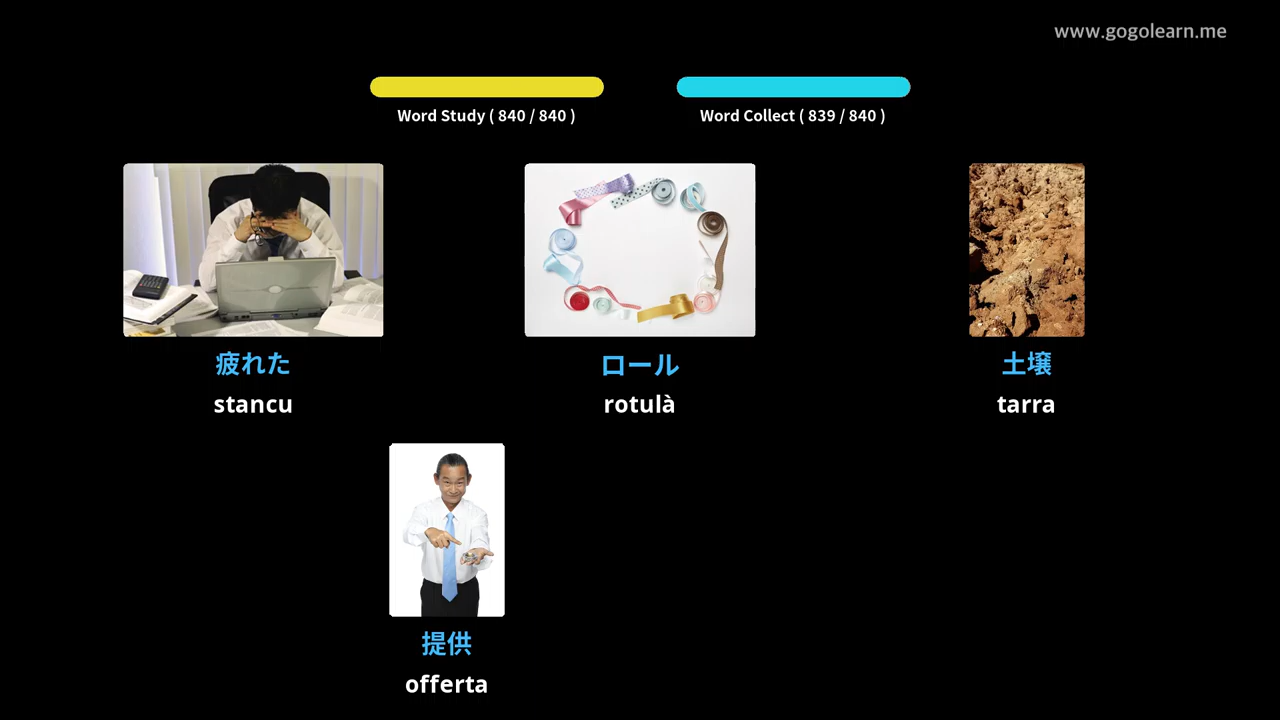 www.gogolearn.me
Word Study ( 840 / 840 )
Word Collect ( 839 / 840 )
疲れた
stancu
ロール
rotulà
土壌
tarra
提供
offerta